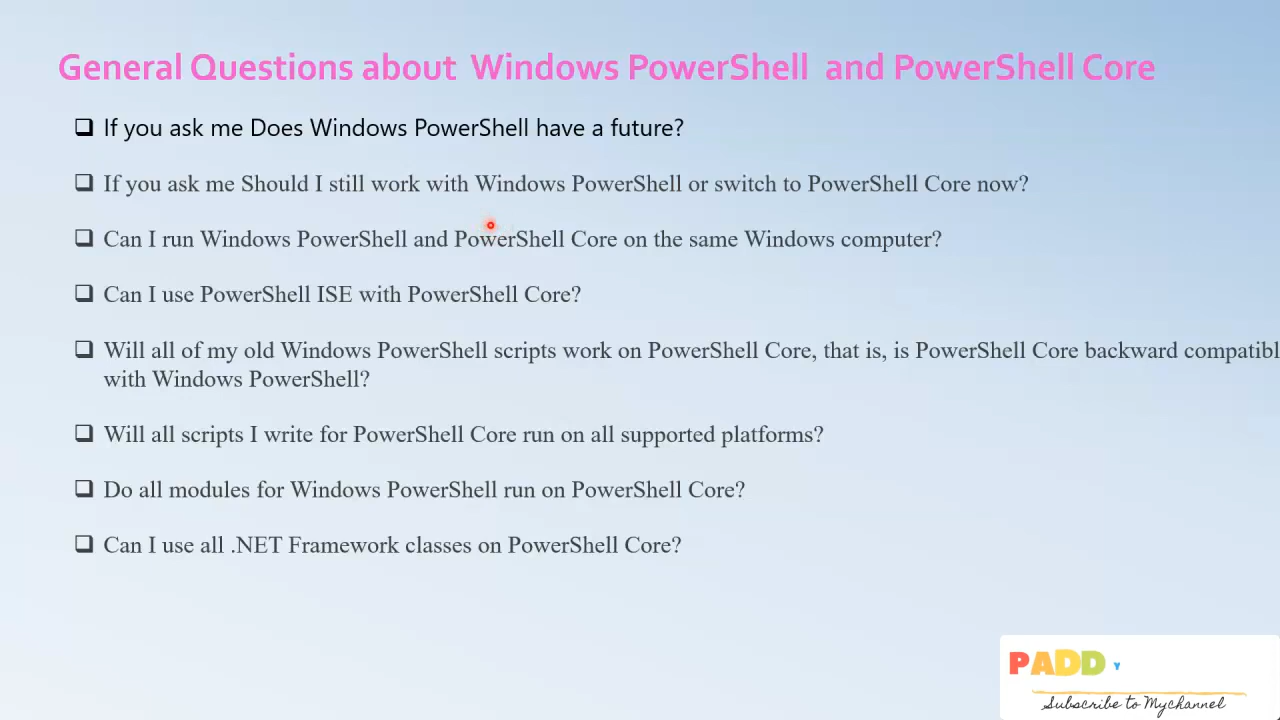 General Questions about Windows PowerShell and PowerShell Core
If you ask me Does Windows PowerShell have a future?
If you ask me Should I still work with Windows PowerShell or switch to PowerShell Core now?
Can I run Windows PowerShell and PowerShell Core on the same Windows computer?
Can I use PowerShell ISE with PowerShell Core?
Will all of my old Windows PowerShell scripts work on PowerShell Core, that is, is PowerShell Core backward compatibl
with Windows PowerShell?
Will all scripts I write for PowerShell Core run on all supported platforms?
Do all modules for Windows PowerShell run on PowerShell Core?
Can I use all .NET Framework classes on PowerShell Core?
PADDY
Subscribe to Mychannel